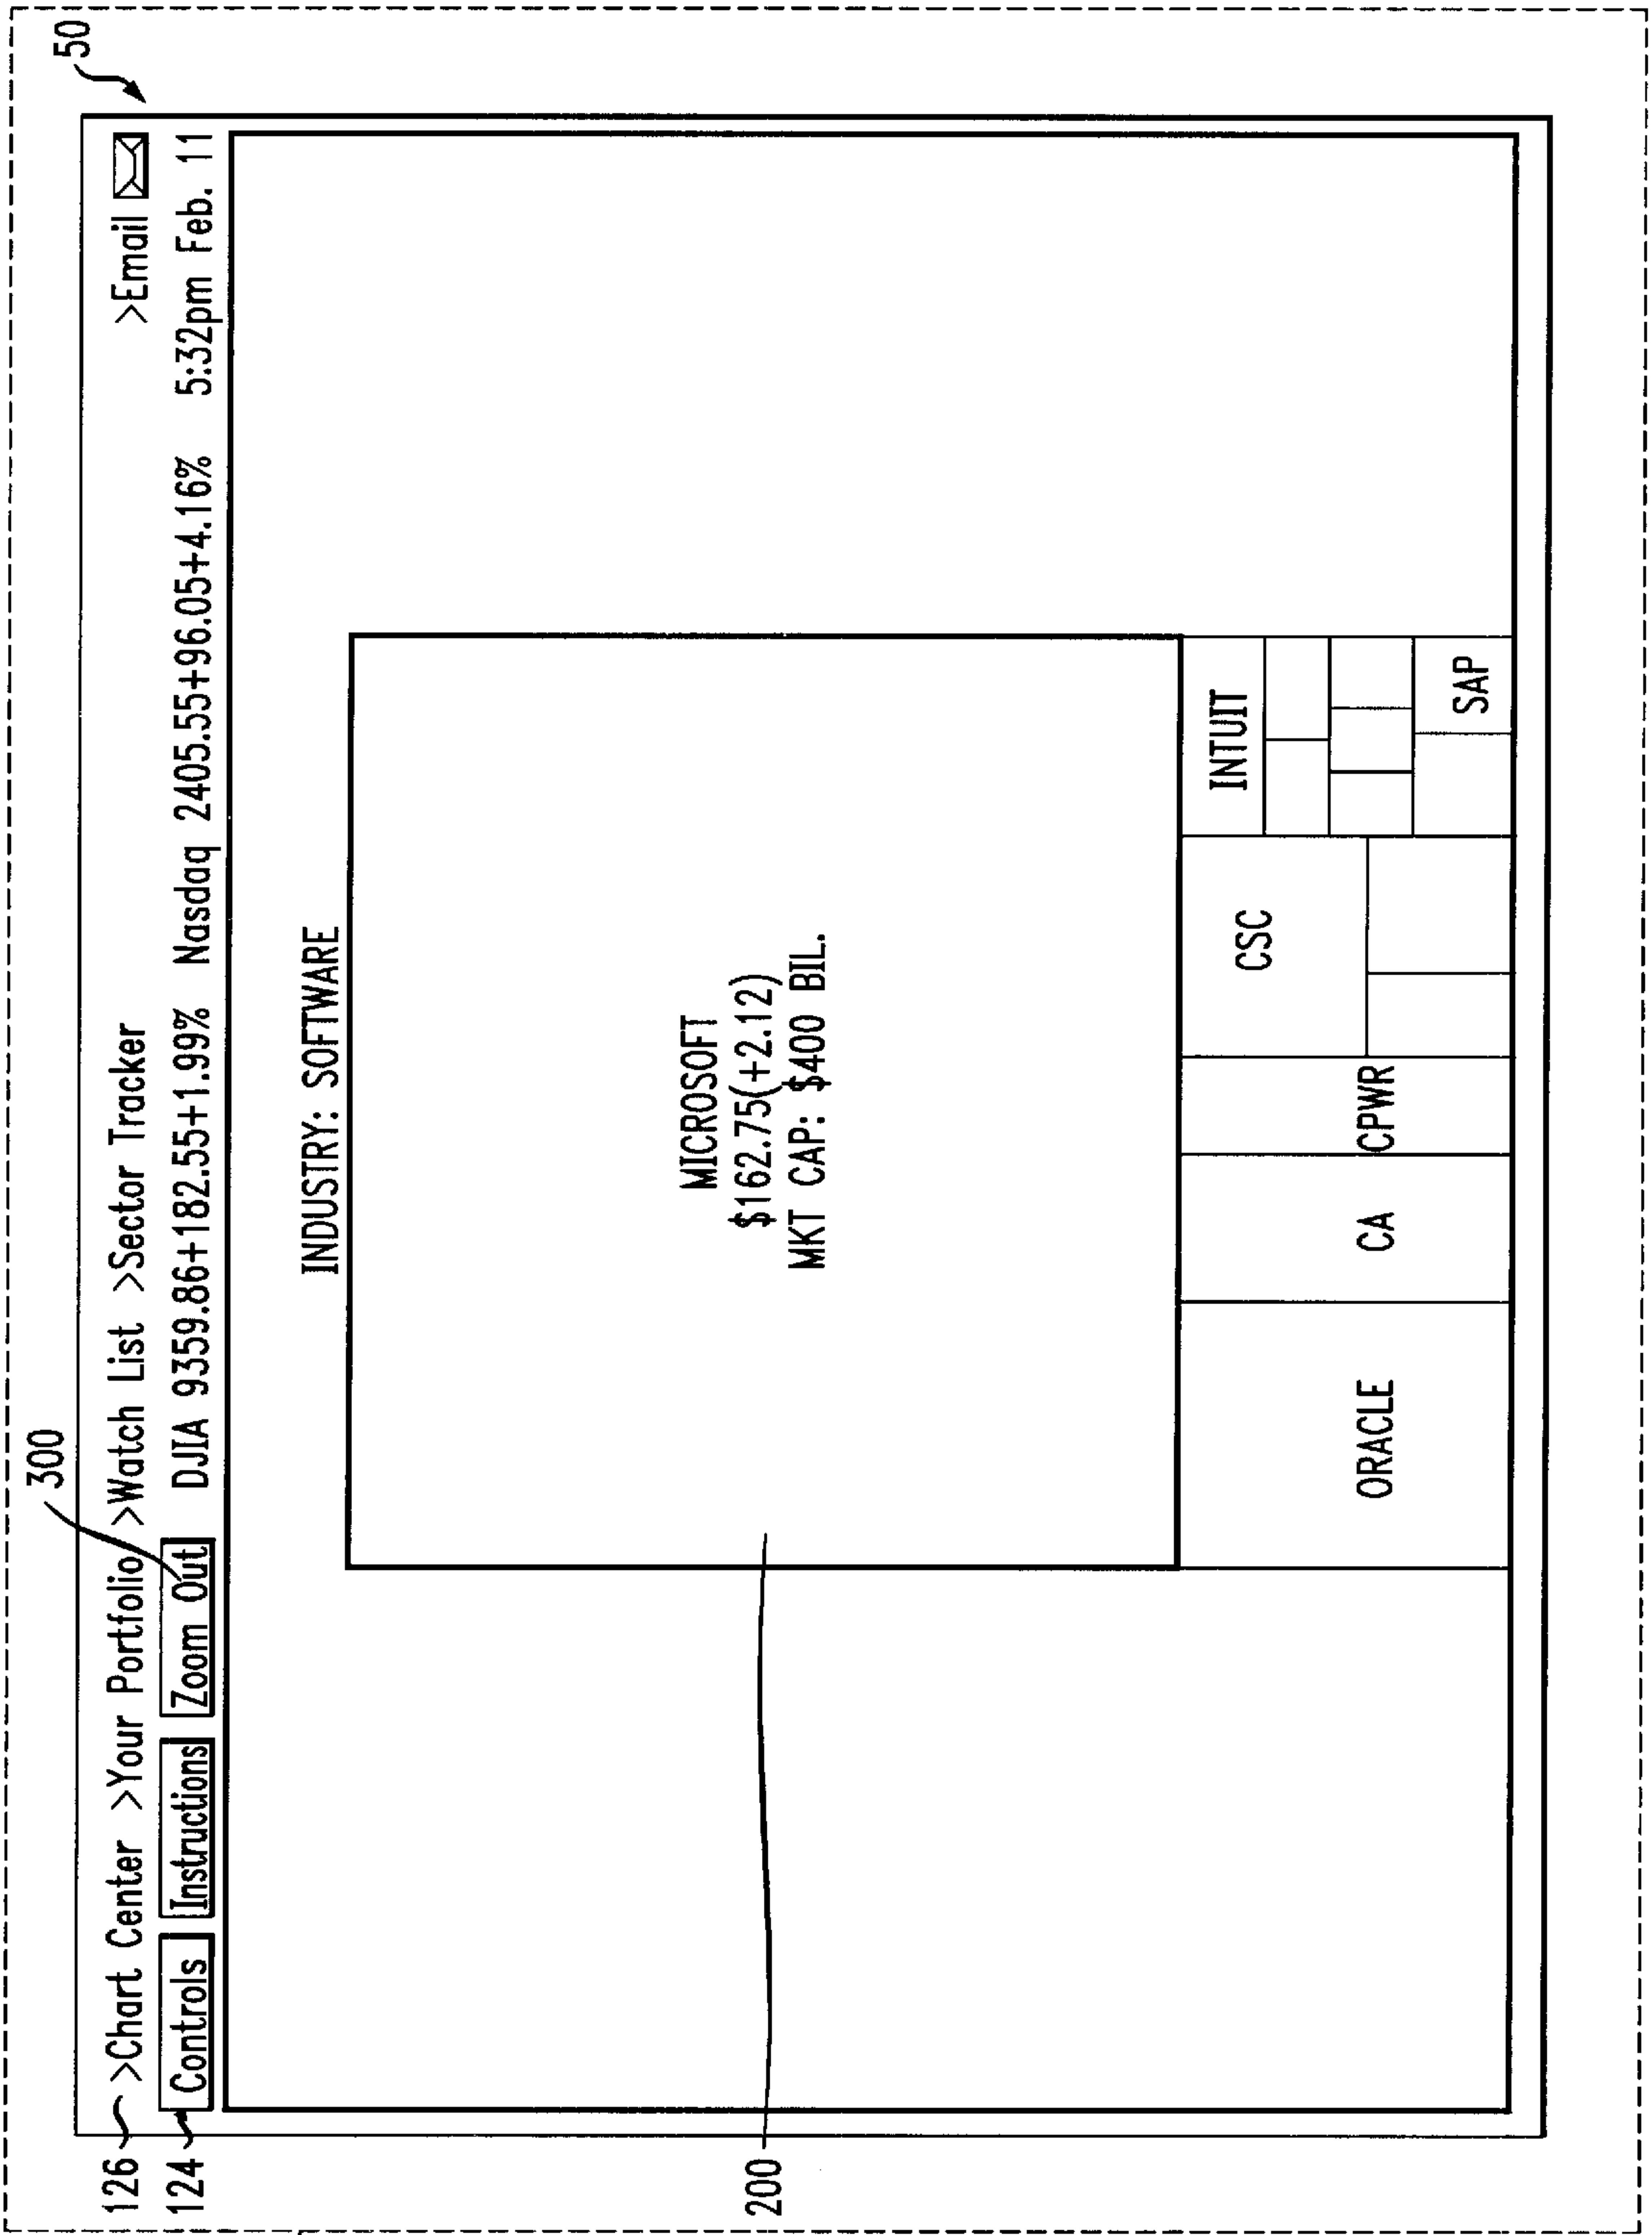 50
300
126 >Chart Center >Your Portfolio >Watch List >Sector Tracker >Email
124 Controls Instructions Zoom Out DJIA 9359.86+182.55+1.99% Nasdaq 2405.55+96.05+4.16% 5:32pm Feb. 11
INDUSTRY: SOFTWARE
MICROSOFT
$162.75(+2.12)
MKT CAP: $400 BIL.
200
INTUIT
CSC
ORACLE CA CPWR
SAP